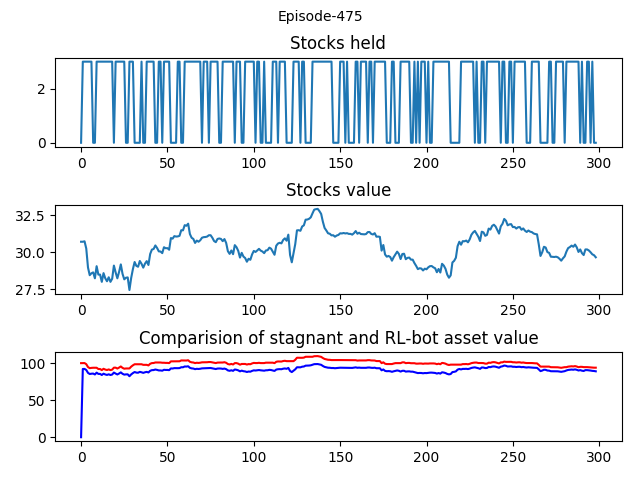 Episode-475
Stocks held
2
0
0 50 100 150 200 250 300
Stocks value
32.5
30.0
27.5
0 50 100 150 200 250 300
Comparision of stagnant and RL-bot asset value
100
50
0
0 50 100 150 200 250 300